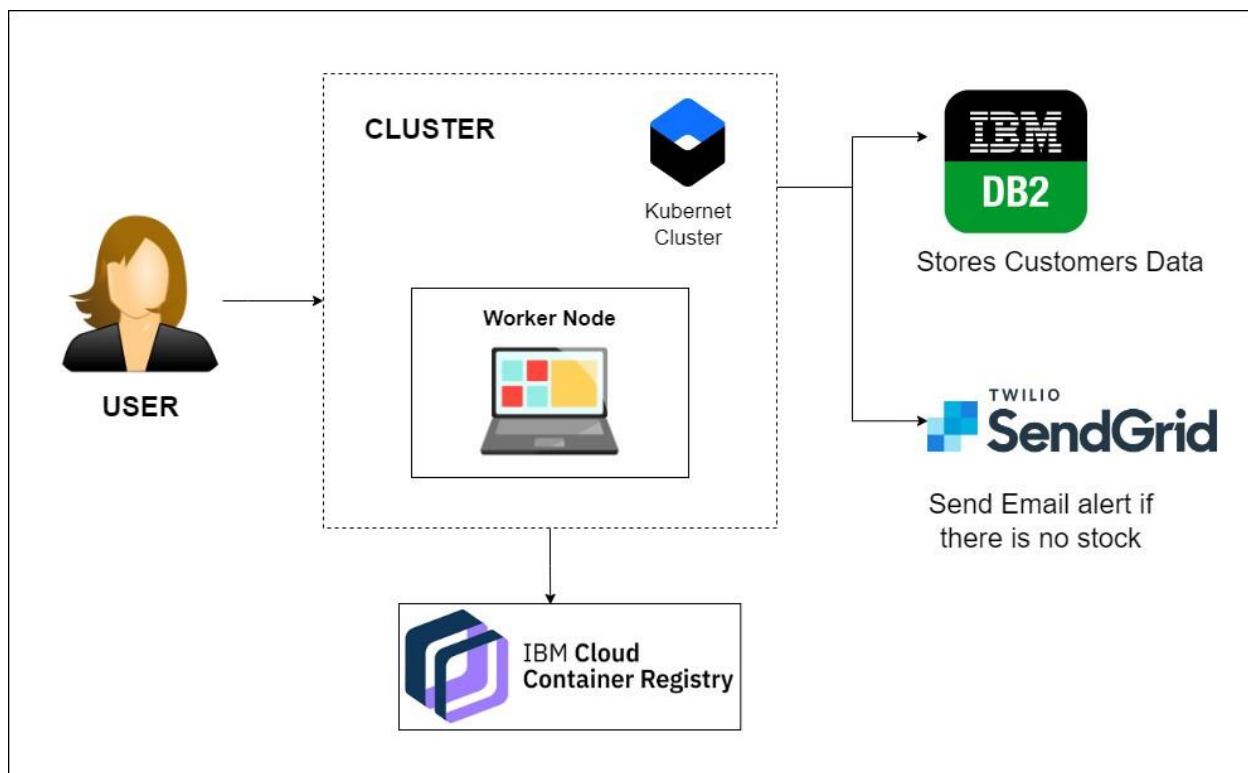 CLUSTER
Kubernet
Cluster
Worker Node
USER
IBM
DB2
Stores Customers Data
TWILIO
SendGrid
Send Email alert if
there is no stock
IBM Cloud
Container Registry